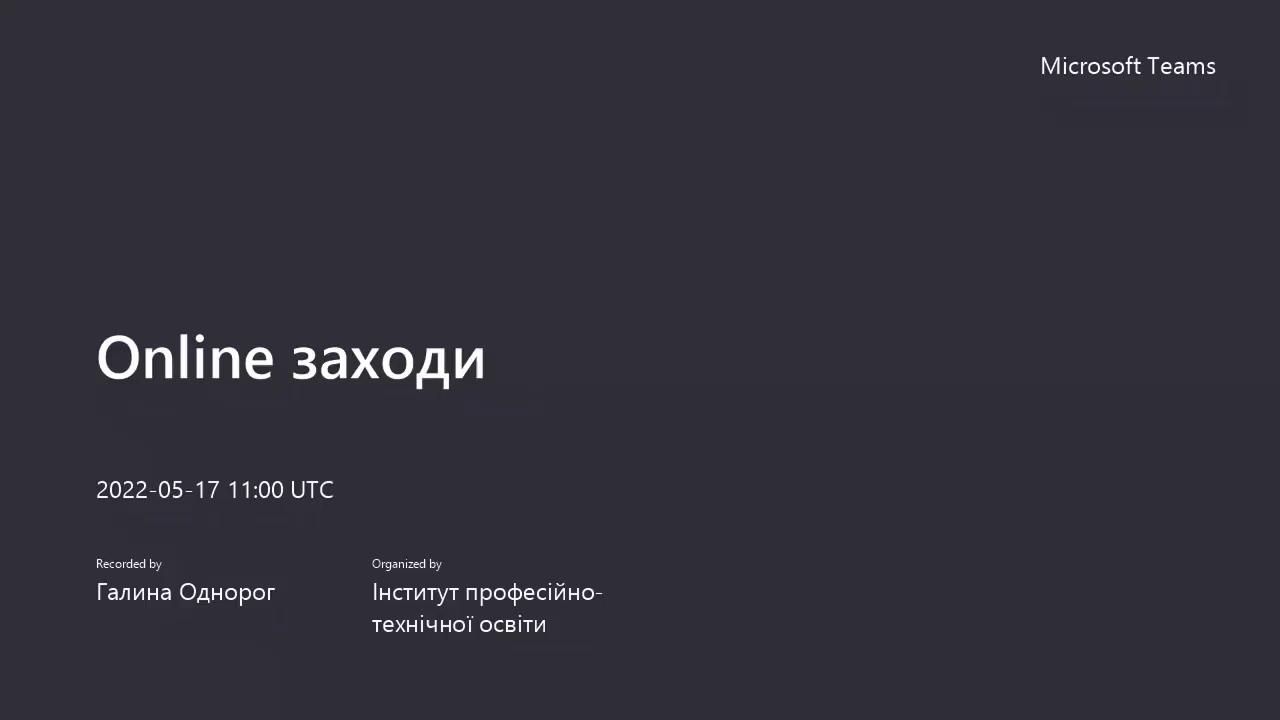 Microsoft Teams
Online заходи
2022-05-17 11:00 UTC
Recorded by
Галина Однорог
Organized by
Інститут професійно-
технічної освіти